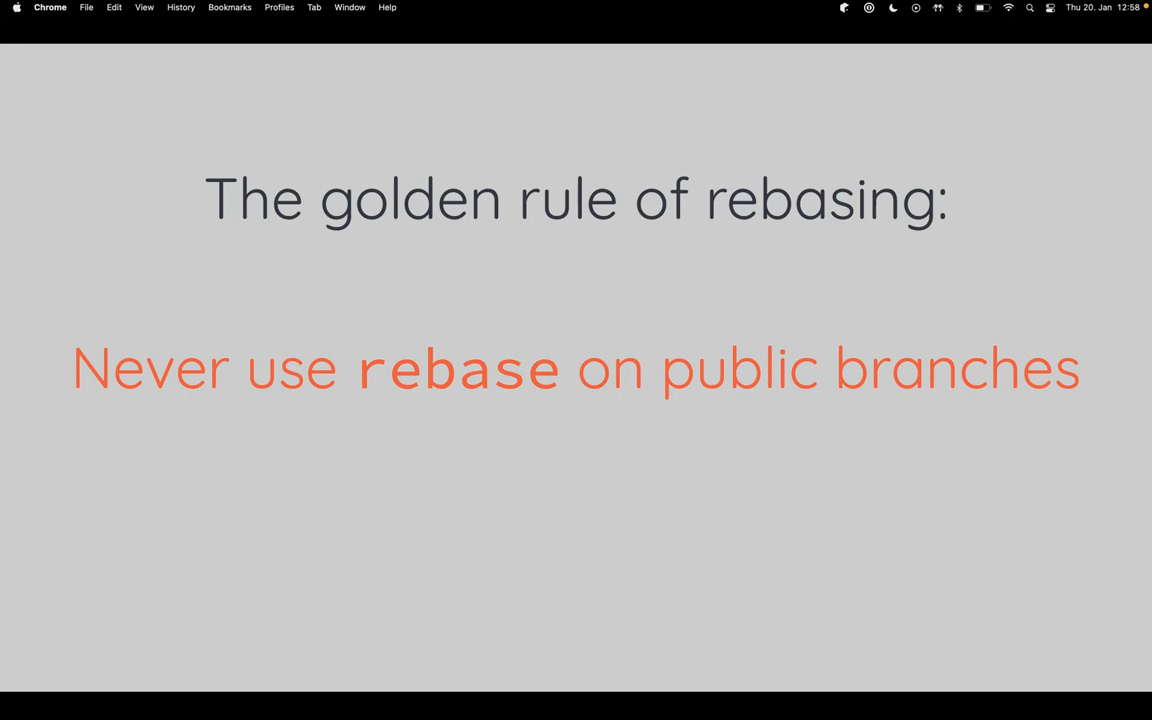 Chrome File Edit View History Bookmarks Profiles Tab Window Help Thu 20. Jan 12:58
The golden rule of rebasing:
Never use rebase on public branches